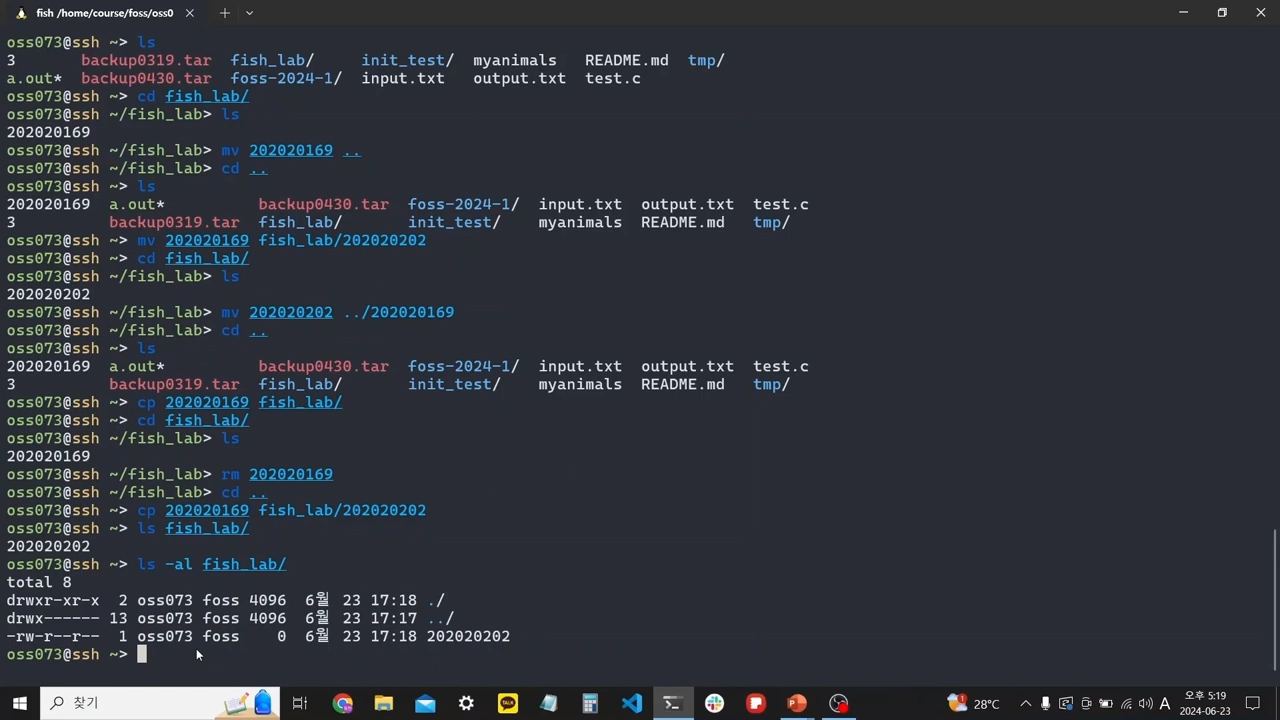 fish /home/course/foss/oss0
oss073@ssh ~> ls
3 backup0319.tar fish_lab/ init_test/ myanimals README.md tmp/
a.out* backup0430.tar foss-2024-1/ input.txt output.txt test.c
oss073@ssh ~> cd fish_lab/
oss073@ssh ~/fish_lab> ls
202020169
oss073@ssh ~/fish_lab> mv 202020169 ..
oss073@ssh ~/fish_lab> cd ..
oss073@ssh ~> ls
202020169 a.out* backup0430.tar foss-2024-1/ input.txt output.txt test.c
3 backup0319.tar fish_lab/ init_test/ myanimals README.md tmp/
oss073@ssh ~> mv 202020169 fish_lab/202020202
oss073@ssh ~> cd fish_lab/
oss073@ssh ~/fish_lab> ls
202020202
oss073@ssh ~/fish_lab> mv 202020202 ../202020169
oss073@ssh ~/fish_lab> cd ..
oss073@ssh ~> ls
202020169 a.out* backup0430.tar foss-2024-1/ input.txt output.txt test.c
3 backup0319.tar fish_lab/ init_test/ myanimals README.md tmp/
oss073@ssh ~> cp 202020169 fish_lab/
oss073@ssh ~> cd fish_lab/
oss073@ssh ~/fish_lab> ls
202020169
oss073@ssh ~/fish_lab> rm 202020169
oss073@ssh ~/fish_lab> cd ..
oss073@ssh ~> cp 202020169 fish_lab/202020202
oss073@ssh ~> ls fish_lab/
202020202
oss073@ssh ~> ls -al fish_lab/
total 8
drwxr-xr-x 2 oss073 foss 4096 6월 23 17:18 ./
drwx------ 13 oss073 foss 4096 6월 23 17:17 ../
-rw-r--r-- 1 oss073 foss 0 6월 23 17:18 202020202
oss073@ssh ~>
찾기 TALK 28°C A 오후 5:19
2024-06-23